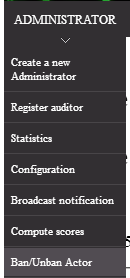 ADMINISTRATOR
Create a new
Administrator
Register auditor
Statistics
Configuration
Broadcast notification
Compute scores
Ban/Unban Actor